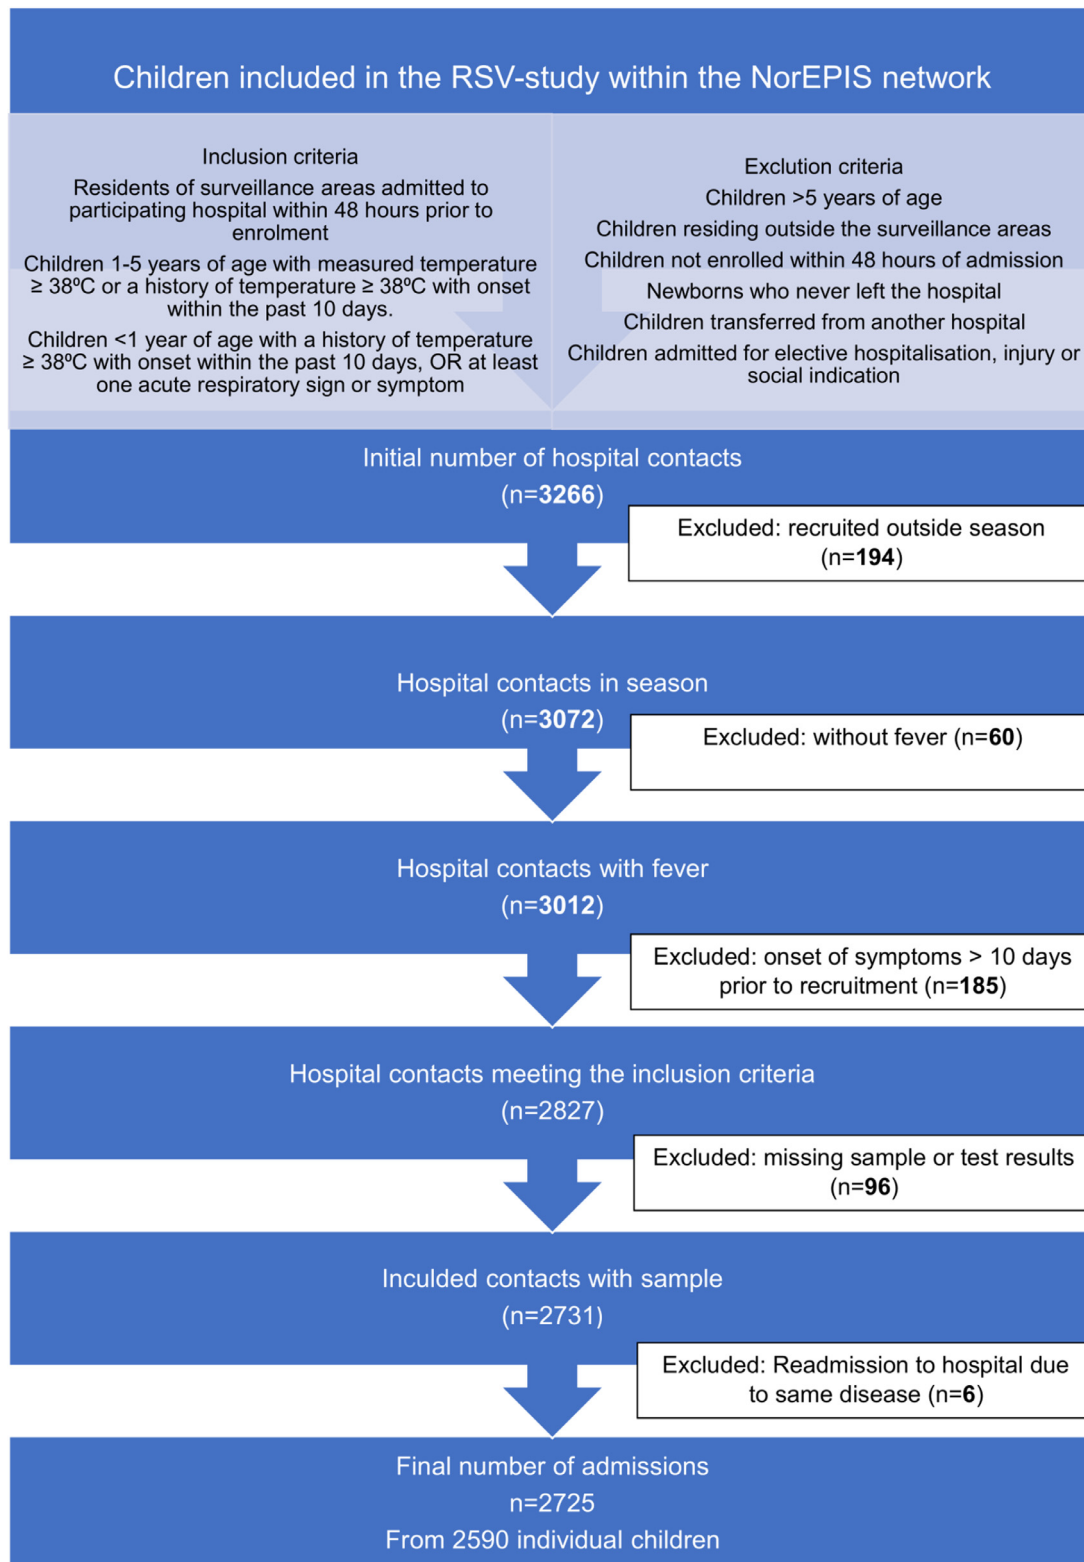 Children included in the RSV-study within the NorEPIS network
Inclusion criteria
Residents of surveillance areas admitted to
participating hospital within 48 hours prior to
enrolment
Children 1-5 years of age with measured temperature
≥ 38ºC or a history of temperature ≥ 38ºC with onset
within the past 10 days.
Children <1 year of age with a history of temperature
≥ 38ºC with onset within the past 10 days, OR at least
one acute respiratory sign or symptom
Exclution criteria
Children >5 years of age
Children residing outside the surveillance areas
Children not enrolled within 48 hours of admission
Newborns who never left the hospital
Children transferred from another hospital
Children admitted for elective hospitalisation, injury or
social indication
Initial number of hospital contacts
(n=3266)
Excluded: recruited outside season
(n=194)
Hospital contacts in season
(n=3072)
Excluded: without fever (n=60)
Hospital contacts with fever
(n=3012)
Excluded: onset of symptoms > 10 days
prior to recruitment (n=185)
Hospital contacts meeting the inclusion criteria
(n=2827)
Excluded: missing sample or test results
(n=96)
Inculded contacts with sample
(n=2731)
Excluded: Readmission to hospital due
to same disease (n=6)
Final number of admissions
n=2725
From 2590 individual children